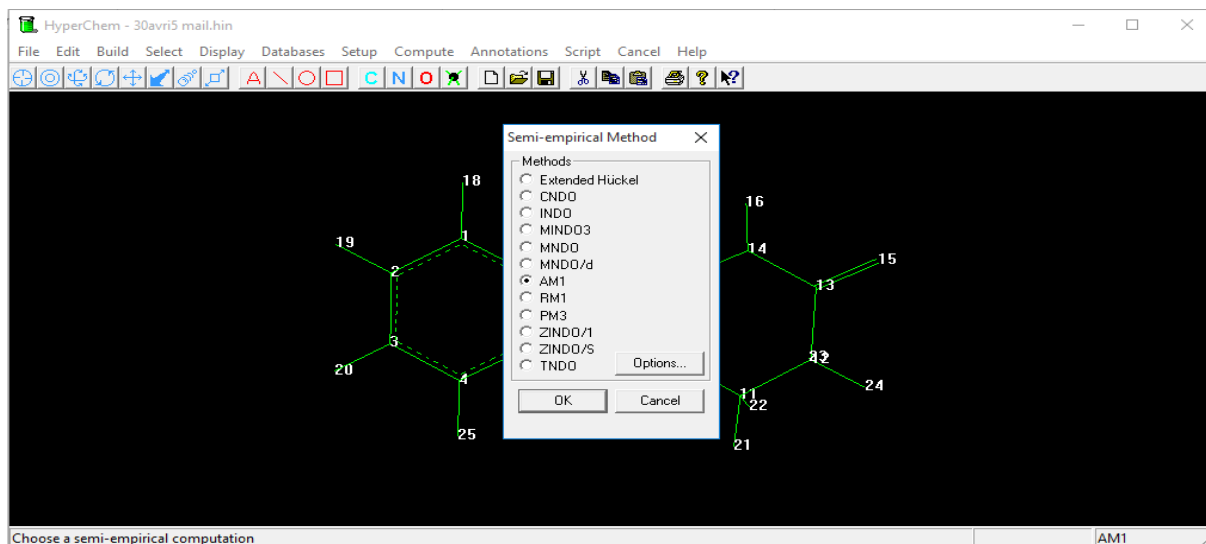 HyperChem - 30avri5 mail.hin
File Edit Build Select Display Databases Setup Compute Annotations Script Cancel Help
A C N O
Semi-empirical Method
Methods
Extended Hückel
CNDO
INDO
MINDO3
MNDO
MNDO/d
AM1
RM1
PM3
ZINDO/1
ZINDO/S
TNDO
Options...
OK Cancel
18
16
19
1
14
15
2
13
3
20
4
23
12
24
11
22
25
21
Choose a semi-empirical computation AM1